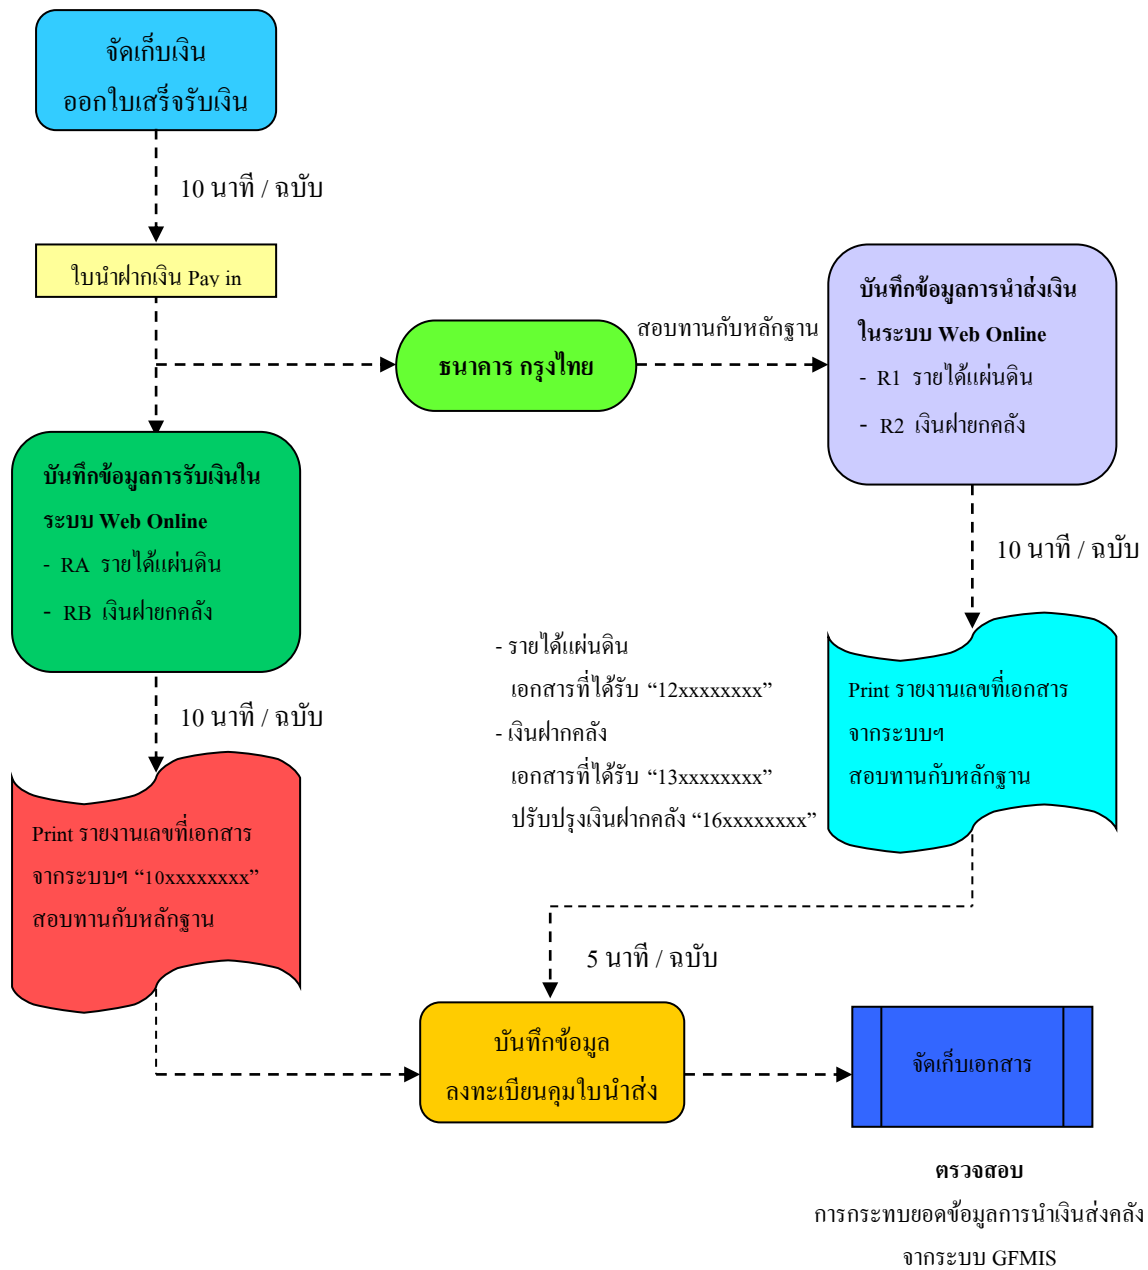 จัดเก็บเงิน
ออกใบเสร็จรับเงิน
10 นาที / ฉบับ
ใบนำฝากเงิน Pay in
ธนาคาร กรุงไทย
สอบทานกับหลักฐาน
บันทึกข้อมูลการนำส่งเงิน
ในระบบ Web Online
- R1 รายได้แผ่นดิน
- R2 เงินฝายกคลัง
บันทึกข้อมูลการรับเงินใน
ระบบ Web Online
- RA รายได้แผ่นดิน
- RB เงินฝายกคลัง
10 นาที / ฉบับ
- รายได้แผ่นดิน
เอกสารที่ได้รับ “12xxxxxxxx”
- เงินฝากคลัง
เอกสารที่ได้รับ “13xxxxxxxx”
ปรับปรุงเงินฝากคลัง “16xxxxxxxx”
Print รายงานเลขที่เอกสาร
จากระบบฯ
สอบทานกับหลักฐาน
10 นาที / ฉบับ
Print รายงานเลขที่เอกสาร
จากระบบฯ “10xxxxxxxx”
สอบทานกับหลักฐาน
5 นาที / ฉบับ
บันทึกข้อมูล
ลงทะเบียนคุมใบนำส่ง
จัดเก็บเอกสาร
ตรวจสอบ
การกระทบยอดข้อมูลการนำเงินส่งคลัง
จากระบบ GFMIS